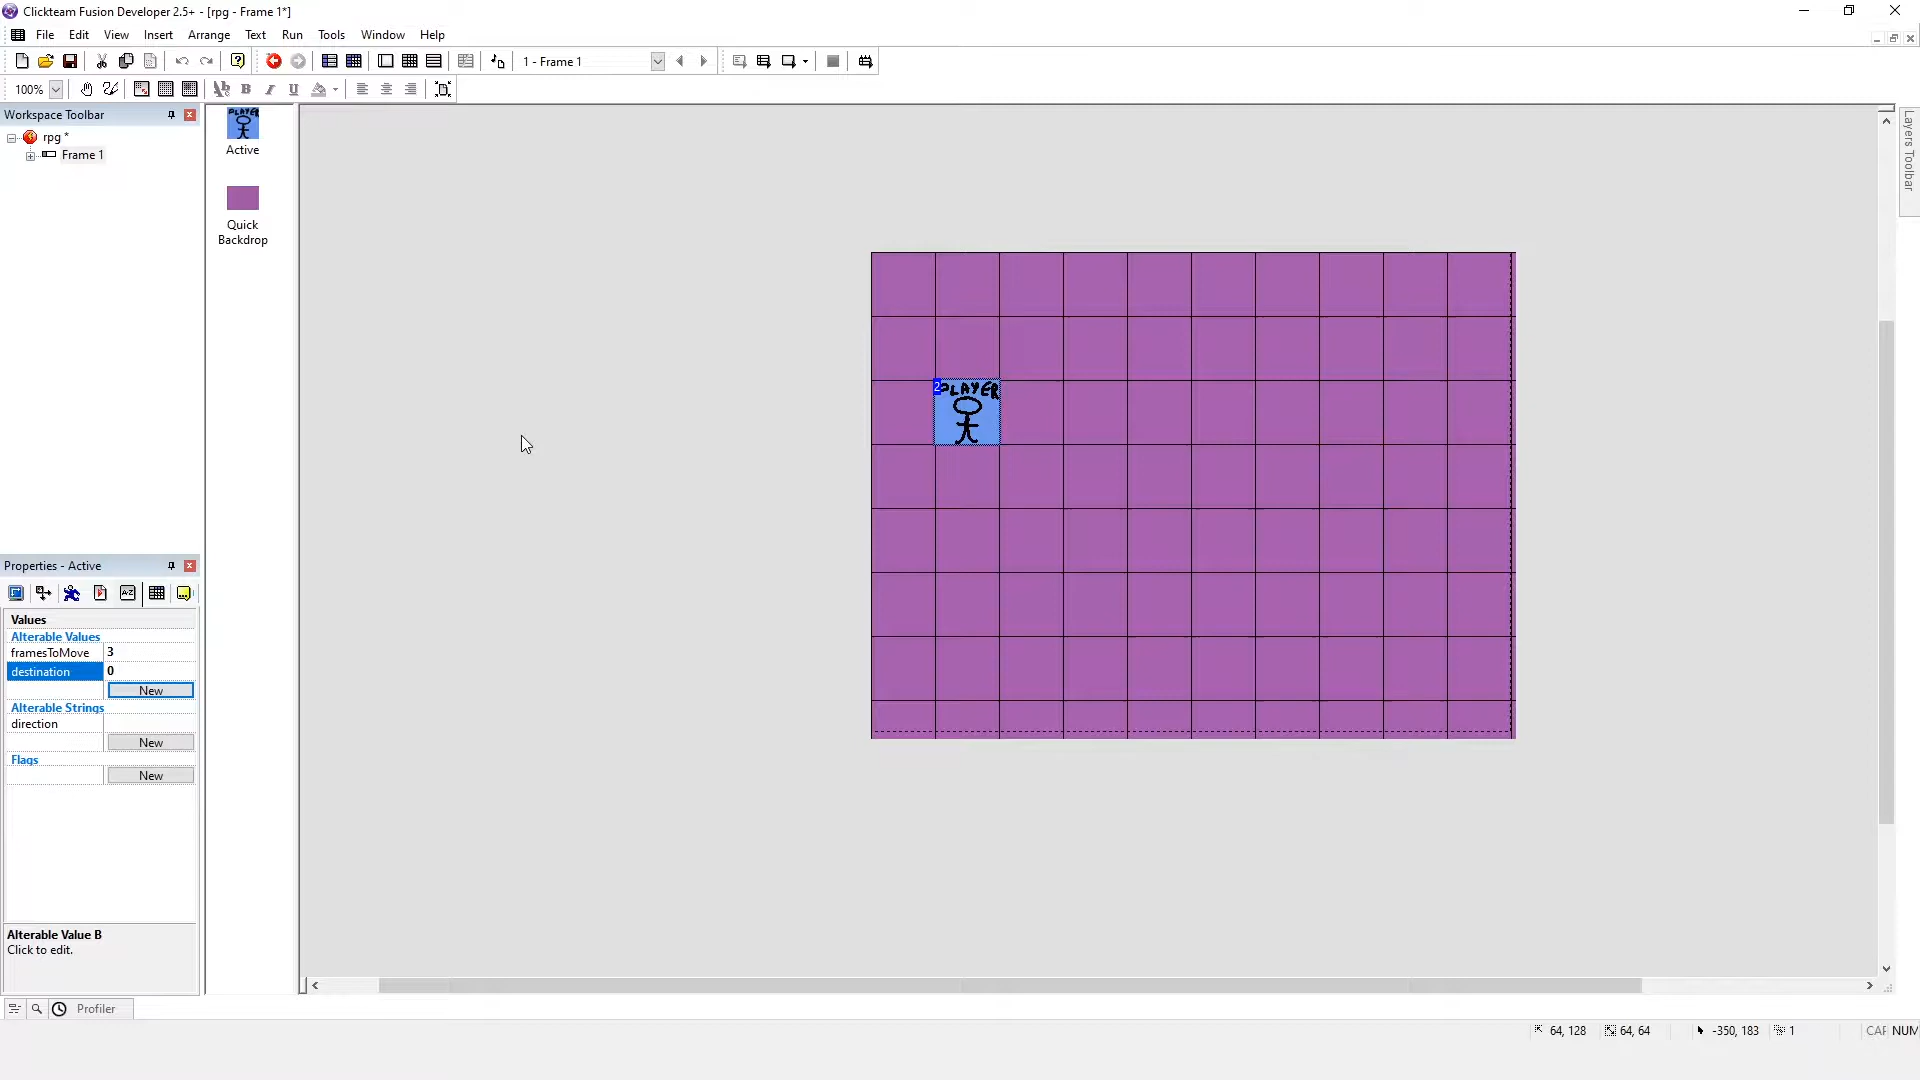 Clickteam Fusion Developer 2.5+ - [rpg - Frame 1*]
File Edit View Insert Arrange Text Run Tools Window Help
1 - Frame 1
100%
Workspace Toolbar
rpg *
Frame 1
Active
Quick
Backdrop
Layers Toolbar
2
PLAYER
Properties - Active
Values
Alterable Values
framesToMove 3
destination 0
New
Alterable Strings
direction
New
Flags
New
Alterable Value B
Click to edit.
Profiler
64, 128 64, 64 -350, 183 1 CAP NUM